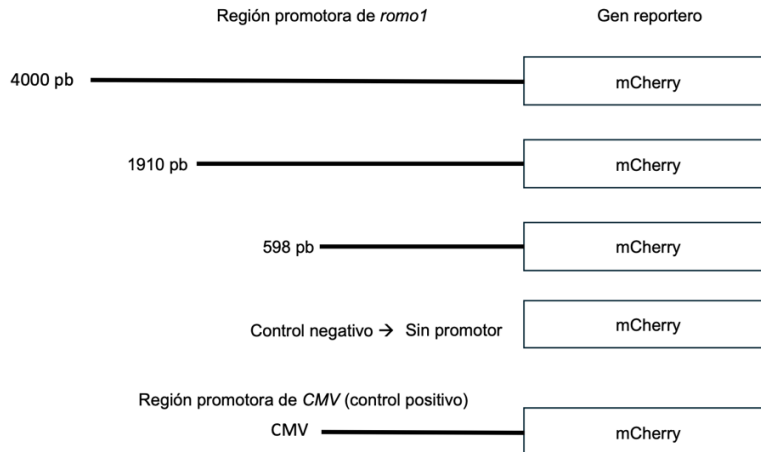 Región promotora de romo1
Gen reportero
4000 pb
mCherry
1910 pb
mCherry
598 pb
mCherry
Control negativo → Sin promotor
mCherry
Región promotora de CMV (control positivo)
CMV
mCherry